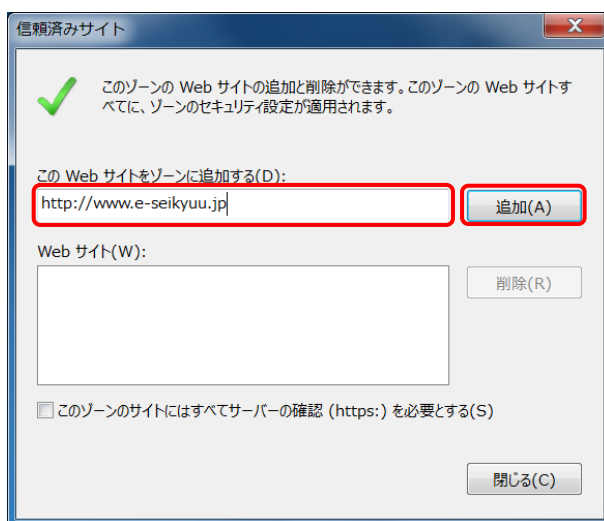 信頼済みサイト
このゾーンの Web サイトの追加と削除ができます。このゾーンの Web サイトす
べてに、ゾーンのセキュリティ設定が適用されます。
この Web サイトをゾーンに追加する(D):
http://www.e-seikyuu.jp
追加(A)
Web サイト(W):
削除(R)
このゾーンのサイトにはすべてサーバーの確認 (https:) を必要とする(S)
閉じる(C)